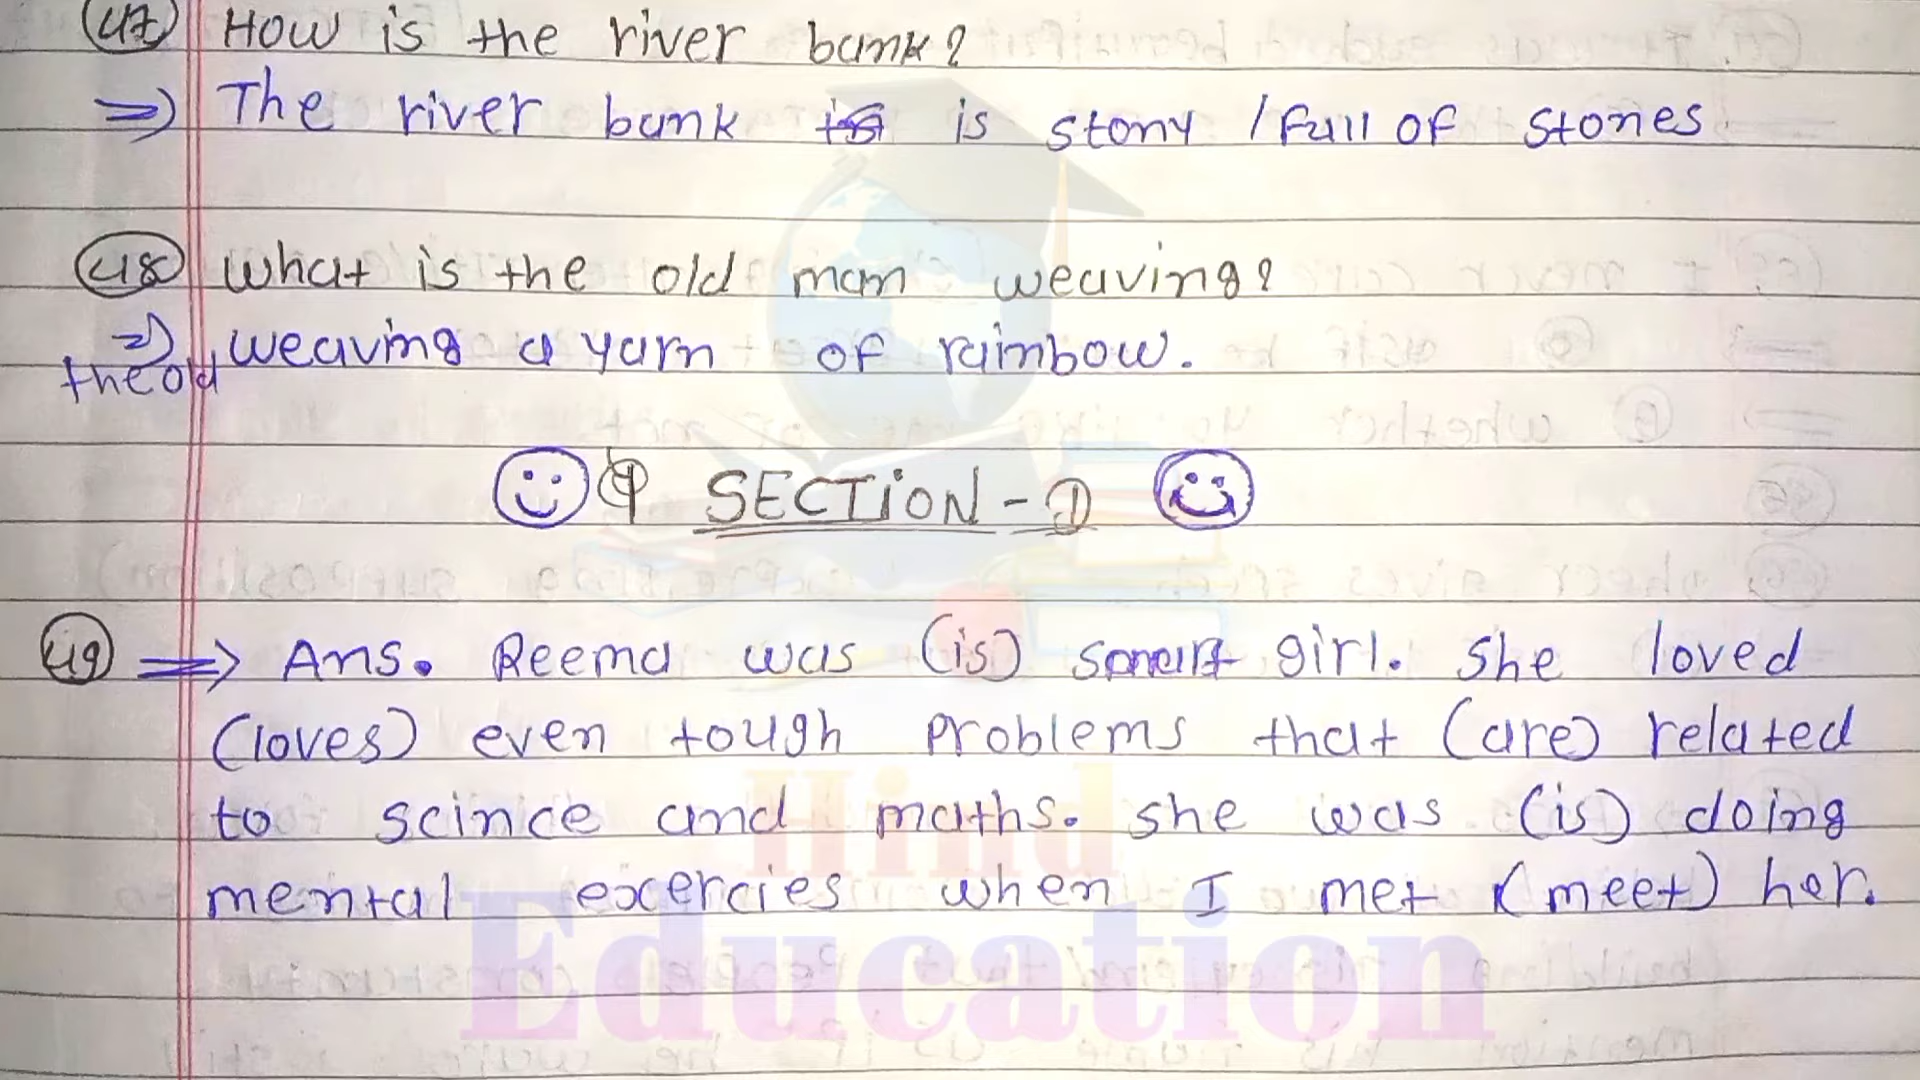 47 How is the river bank?
=> The river bank is stony / full of stones
48 What is the old man weaving?
=> the old weaving a yarn of rainbow.
SECTION - D
49 => Ans. Reema was (is) smart girl. She loved
(loves) even tough problems that (are) related
to scince and maths. she was (is) doing
mental exercies when I met (meet) her.
Hind
Education